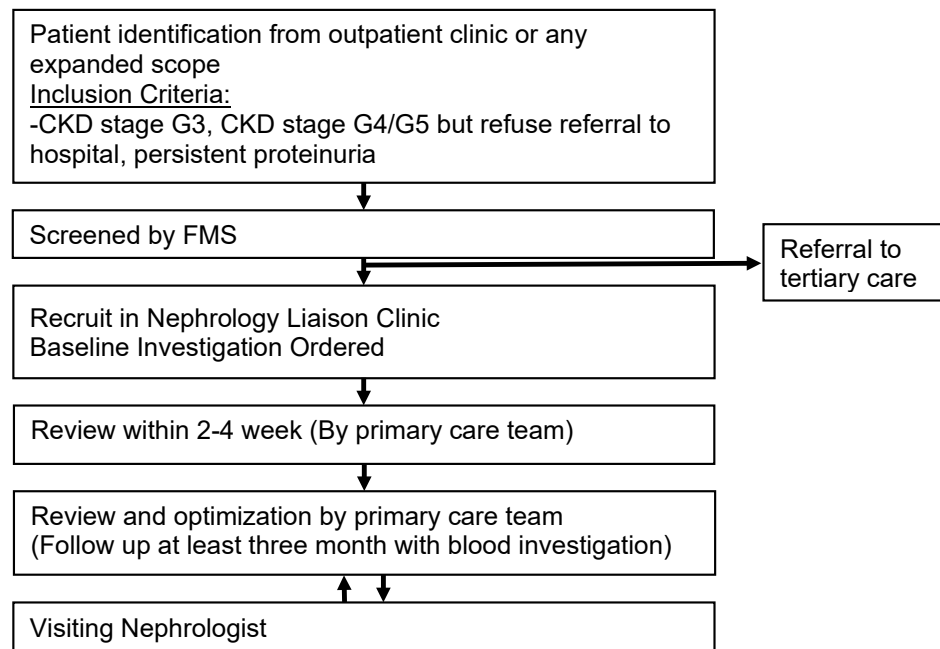 Patient identification from outpatient clinic or any
expanded scope
Inclusion Criteria:
-CKD stage G3, CKD stage G4/G5 but refuse referral to
hospital, persistent proteinuria
Screened by FMS
Referral to
tertiary care
Recruit in Nephrology Liaison Clinic
Baseline Investigation Ordered
Review within 2-4 week (By primary care team)
Review and optimization by primary care team
(Follow up at least three month with blood investigation)
Visiting Nephrologist